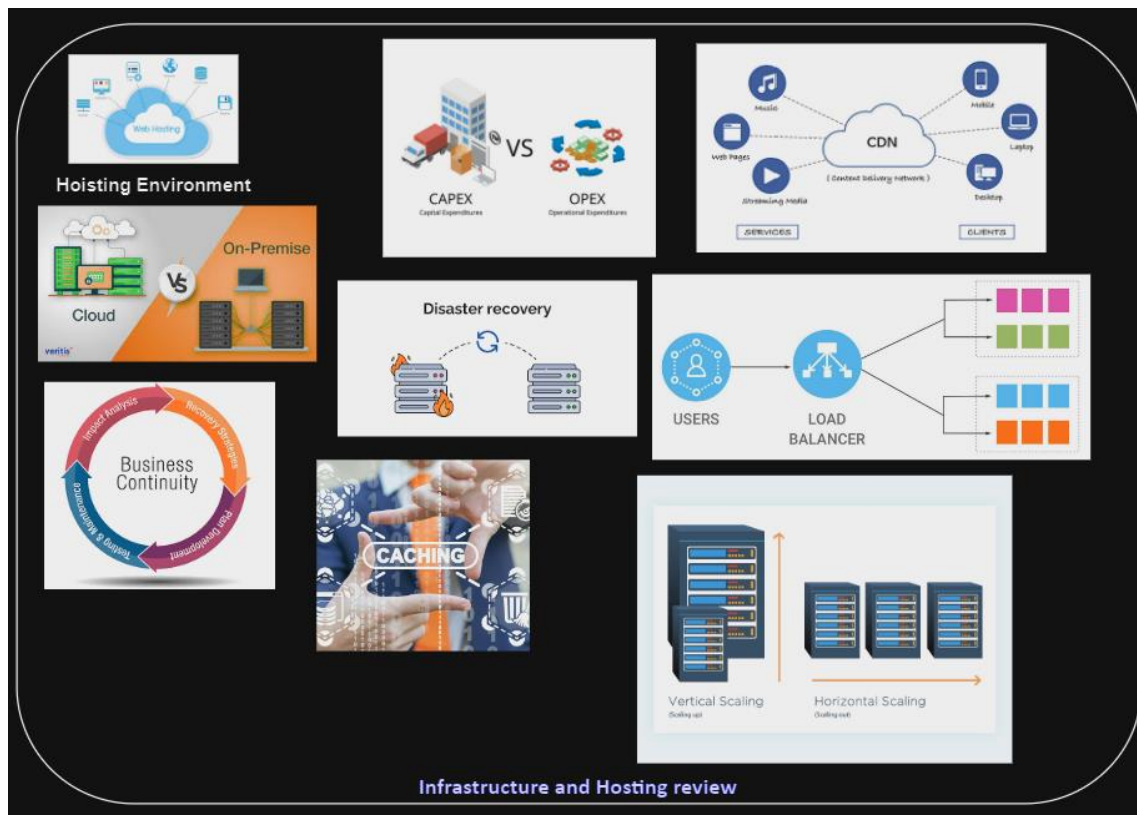 Web Hosting
Hoisting Environment
CAPEX
Capital Expenditures
VS
OPEX
Operational Expenditures
Music
Web Pages
Streaming Media
CDN
( Content Delivery Network )
Mobile
Laptop
Desktop
SERVICES
CLIENTS
Cloud
VS
On-Premise
veritis
Disaster recovery
USERS
LOAD
BALANCER
Impact Analysis
Recovery Strategies
Plan Development
Testing & Maintenance
Business
Continuity
CACHING
Vertical Scaling
(Scaling up)
Horizontal Scaling
(Scaling out)
Infrastructure and Hosting review